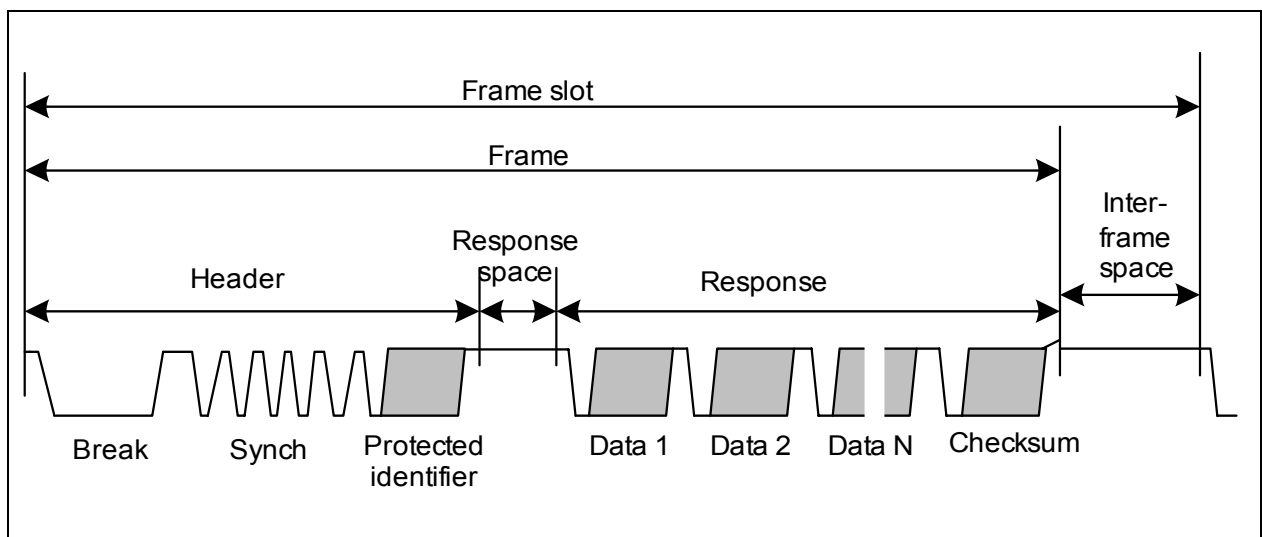 Frame slot
Frame
Inter-
frame
space
Response
space
Header
Response
Break
Synch
Protected
identifier
Data 1
Data 2
Data N
Checksum